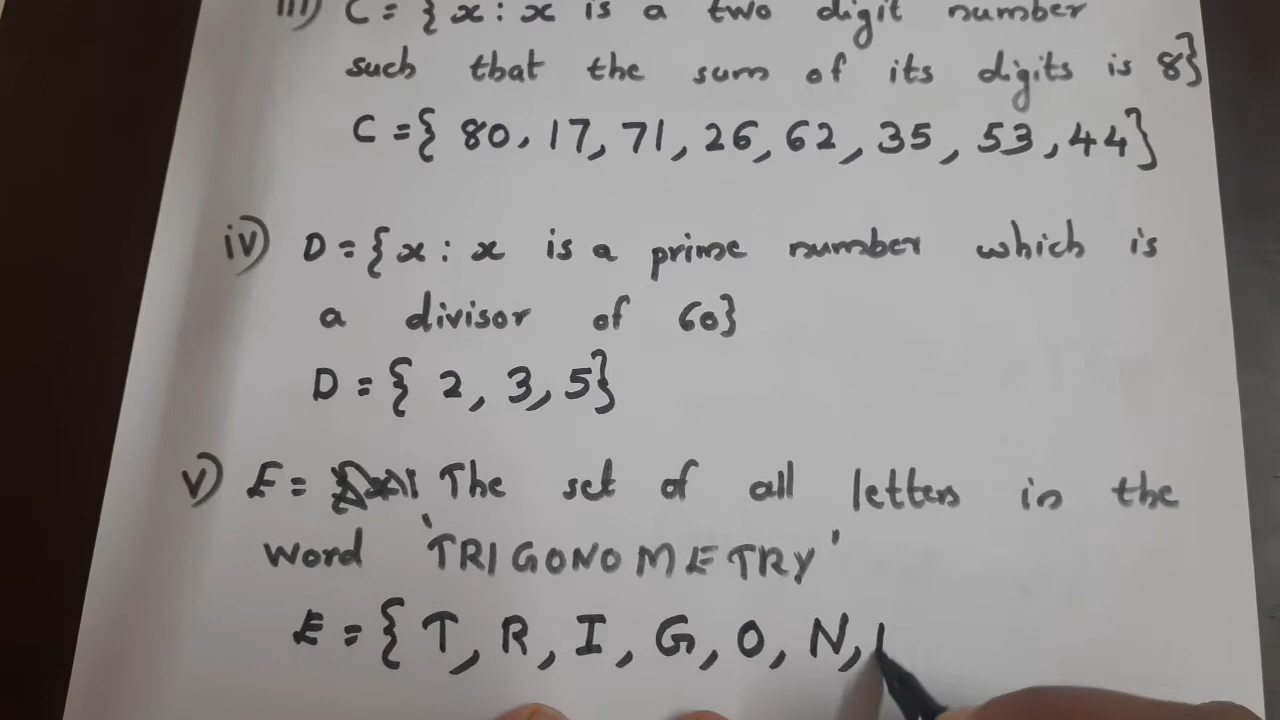 iii) C = { x : x is a two digit number
such that the sum of its digits is 8}
C = { 80, 17, 71, 26, 62, 35, 53, 44}
iv) D = {x : x is a prime number which is
a divisor of 60}
D = { 2, 3, 5}
v) E = The set of all letters in the
word 'TRIGONOMETRY'
E = { T, R, I, G, O, N,